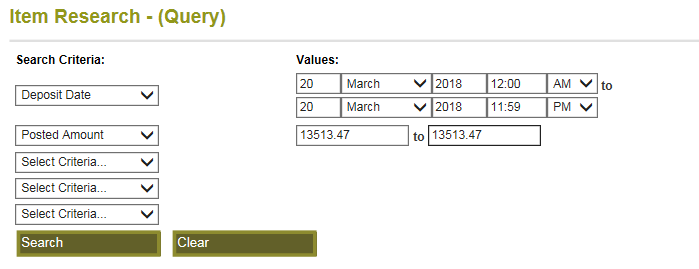 Item Research - (Query)
Search Criteria: Values:
Deposit Date 20 March 2018 12:00 AM to
20 March 2018 11:59 PM
Posted Amount 13513.47 to 13513.47
Select Criteria...
Select Criteria...
Select Criteria...
Search Clear